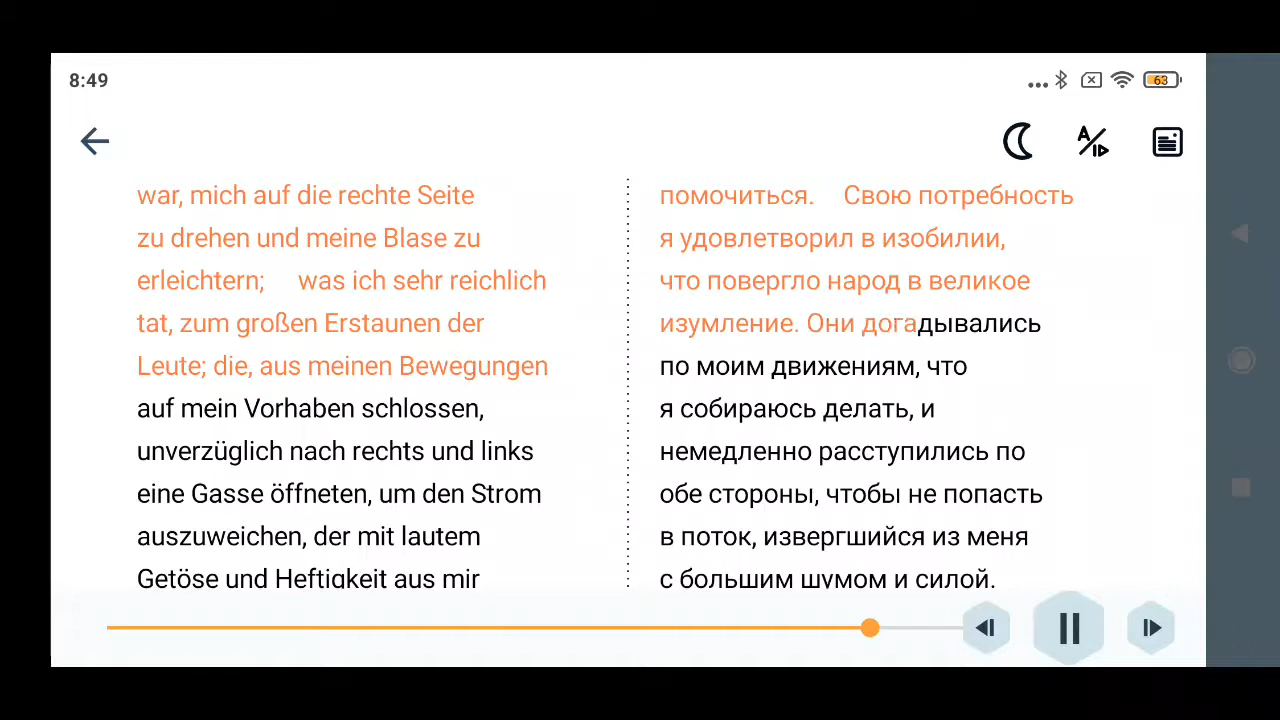 8:49
63
war, mich auf die rechte Seite
zu drehen und meine Blase zu
erleichtern; was ich sehr reichlich
tat, zum großen Erstaunen der
Leute; die, aus meinen Bewegungen
auf mein Vorhaben schlossen,
unverzüglich nach rechts und links
eine Gasse öffneten, um den Strom
auszuweichen, der mit lautem
Getöse und Heftigkeit aus mir
помочиться. Свою потребность
я удовлетворил в изобилии,
что повергло народ в великое
изумление. Они догадывались
по моим движениям, что
я собираюсь делать, и
немедленно расступились по
обе стороны, чтобы не попасть
в поток, извергшийся из меня
с большим шумом и силой.